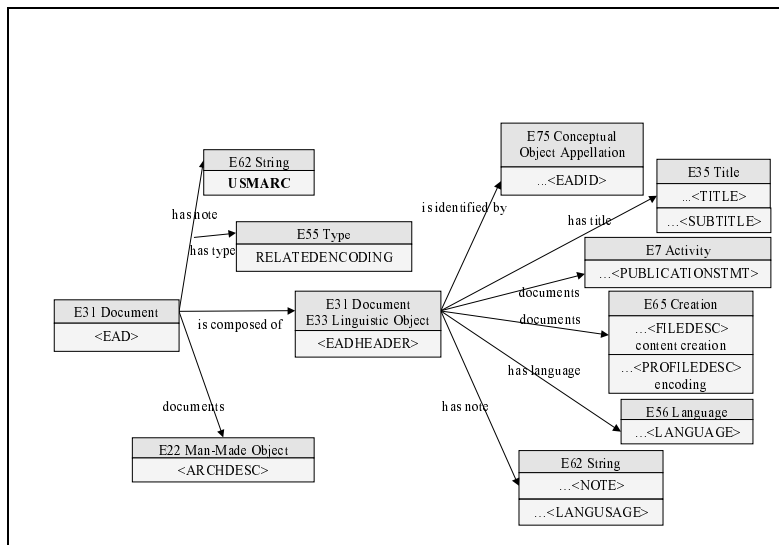 E75 Conceptual
Object Appellation
...<EADID>
E62 String
USMARC
E35 Title
...<TITLE>
...<SUBTITLE>
has note
is identified by
has title
E55 Type
RELATEDENCODING
has type
E7 Activity
...<PUBLICATIONSTMT>
documents
E31 Document
<EAD>
is composed of
E31 Document
E33 Linguistic Object
<EADHEADER>
documents
E65 Creation
...<FILEDESC>
content creation
...<PROFILEDESC>
encoding
has language
documents
has note
E56 Language
...<LANGUAGE>
E22 Man-Made Object
<ARCHDESC>
E62 String
...<NOTE>
...<LANGUSAGE>